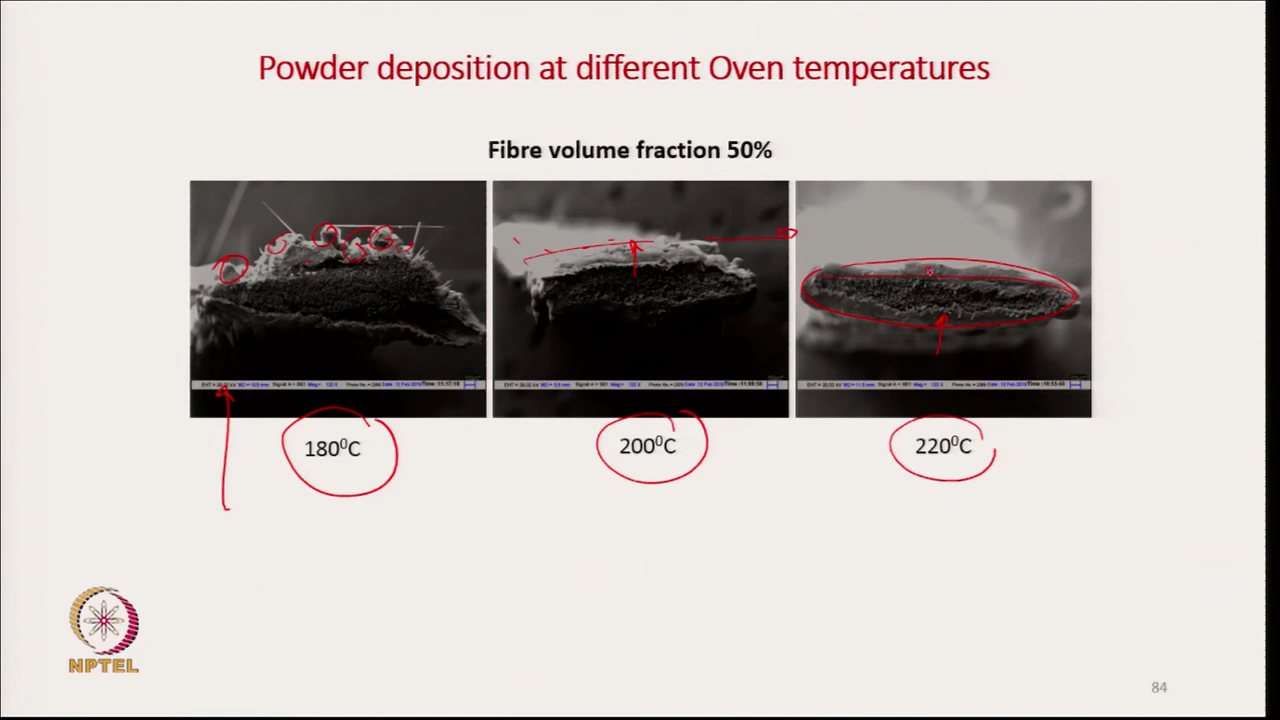 Powder deposition at different Oven temperatures
Fibre volume fraction 50%
180⁰C
200⁰C
220⁰C
NPTEL
84